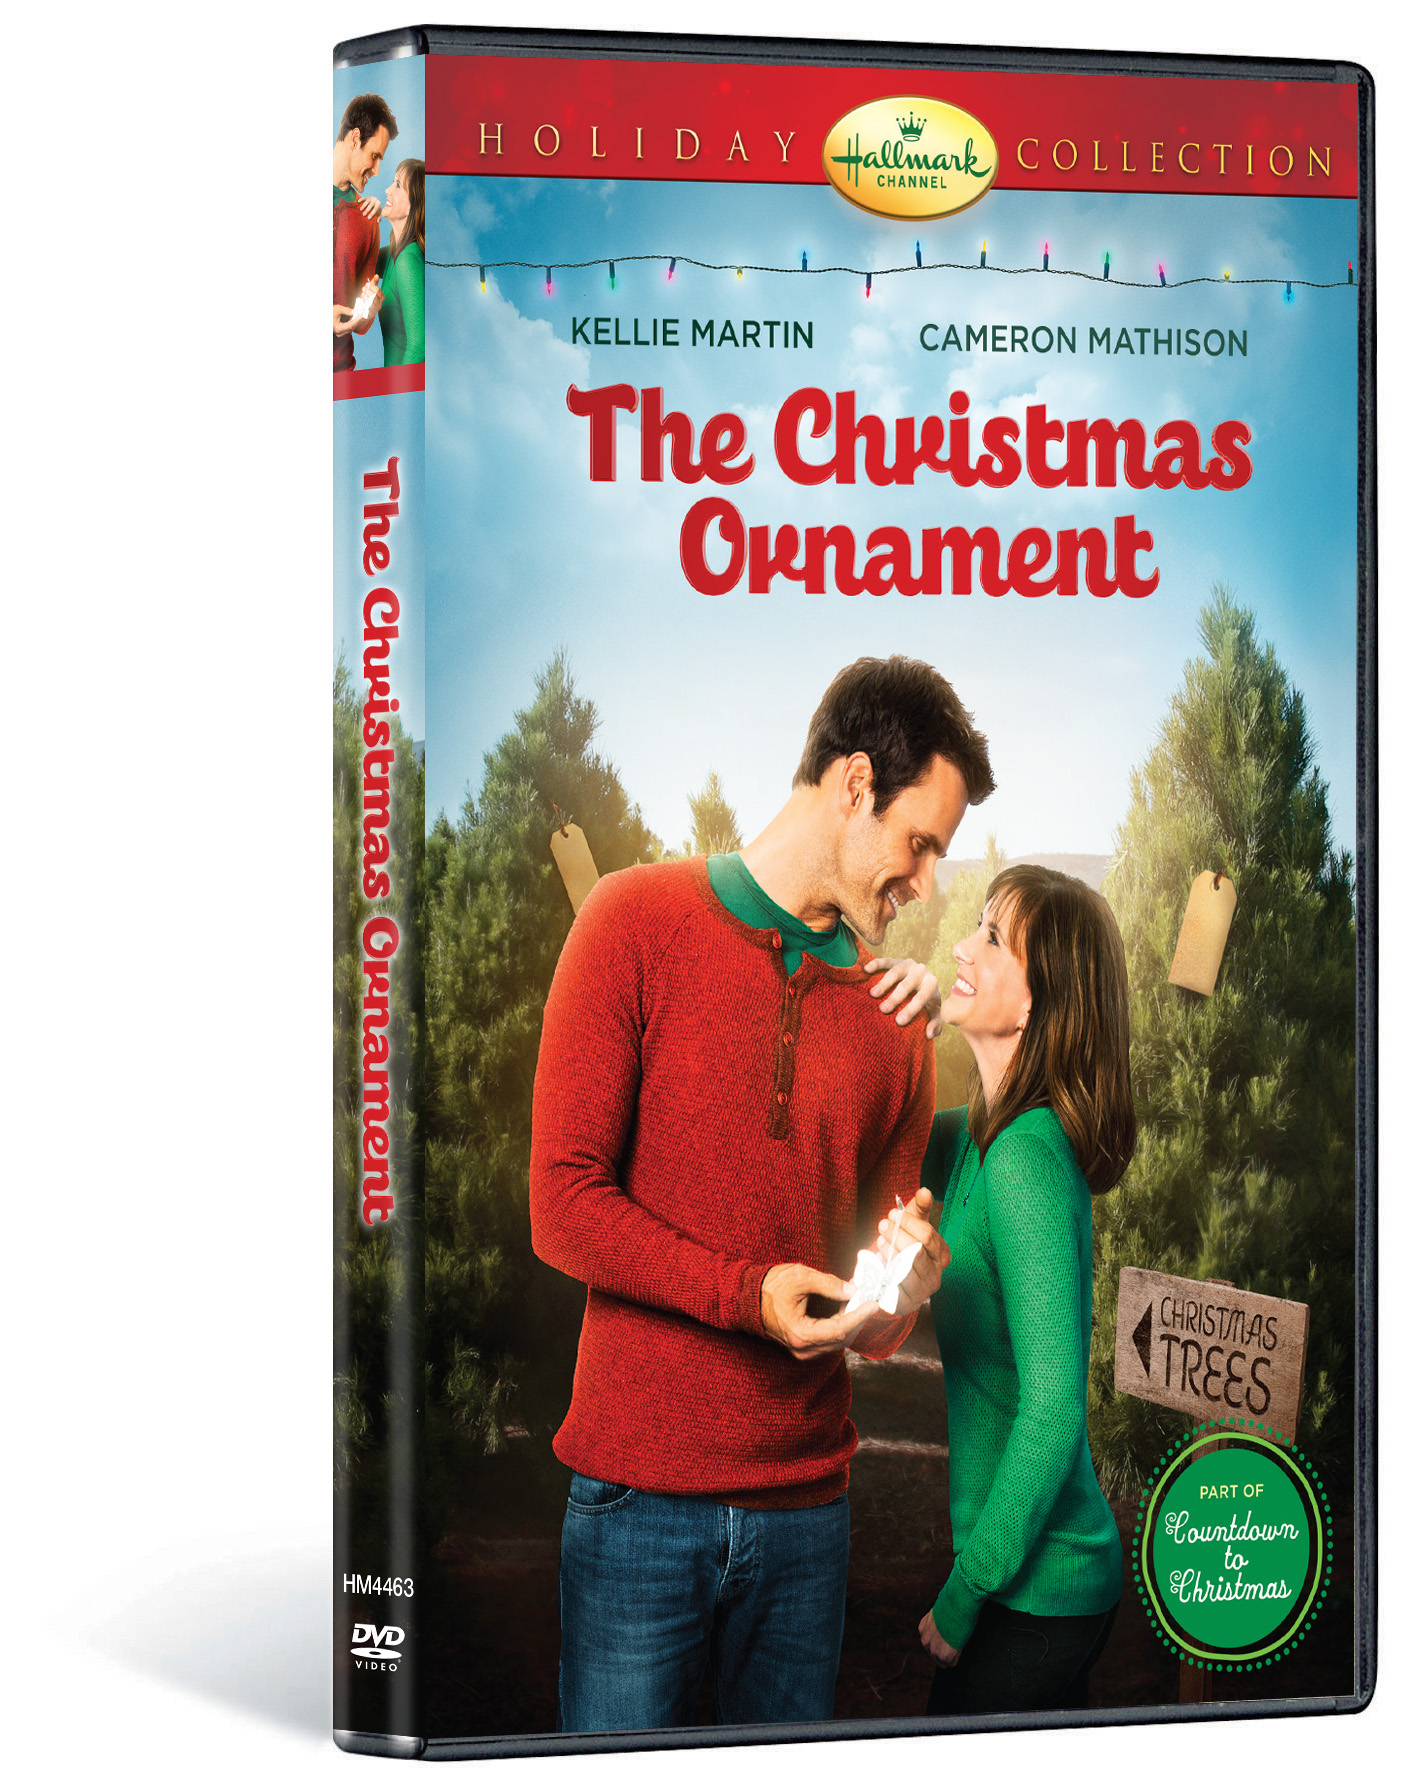 HOLIDAY Hallmark CHANNEL COLLECTION
KELLIE MARTIN CAMERON MATHISON
The Christmas
Ornament
CHRISTMAS
TREES
PART OF
Countdown
to
Christmas
The Christmas Ornament
HM4463
DVD
VIDEO